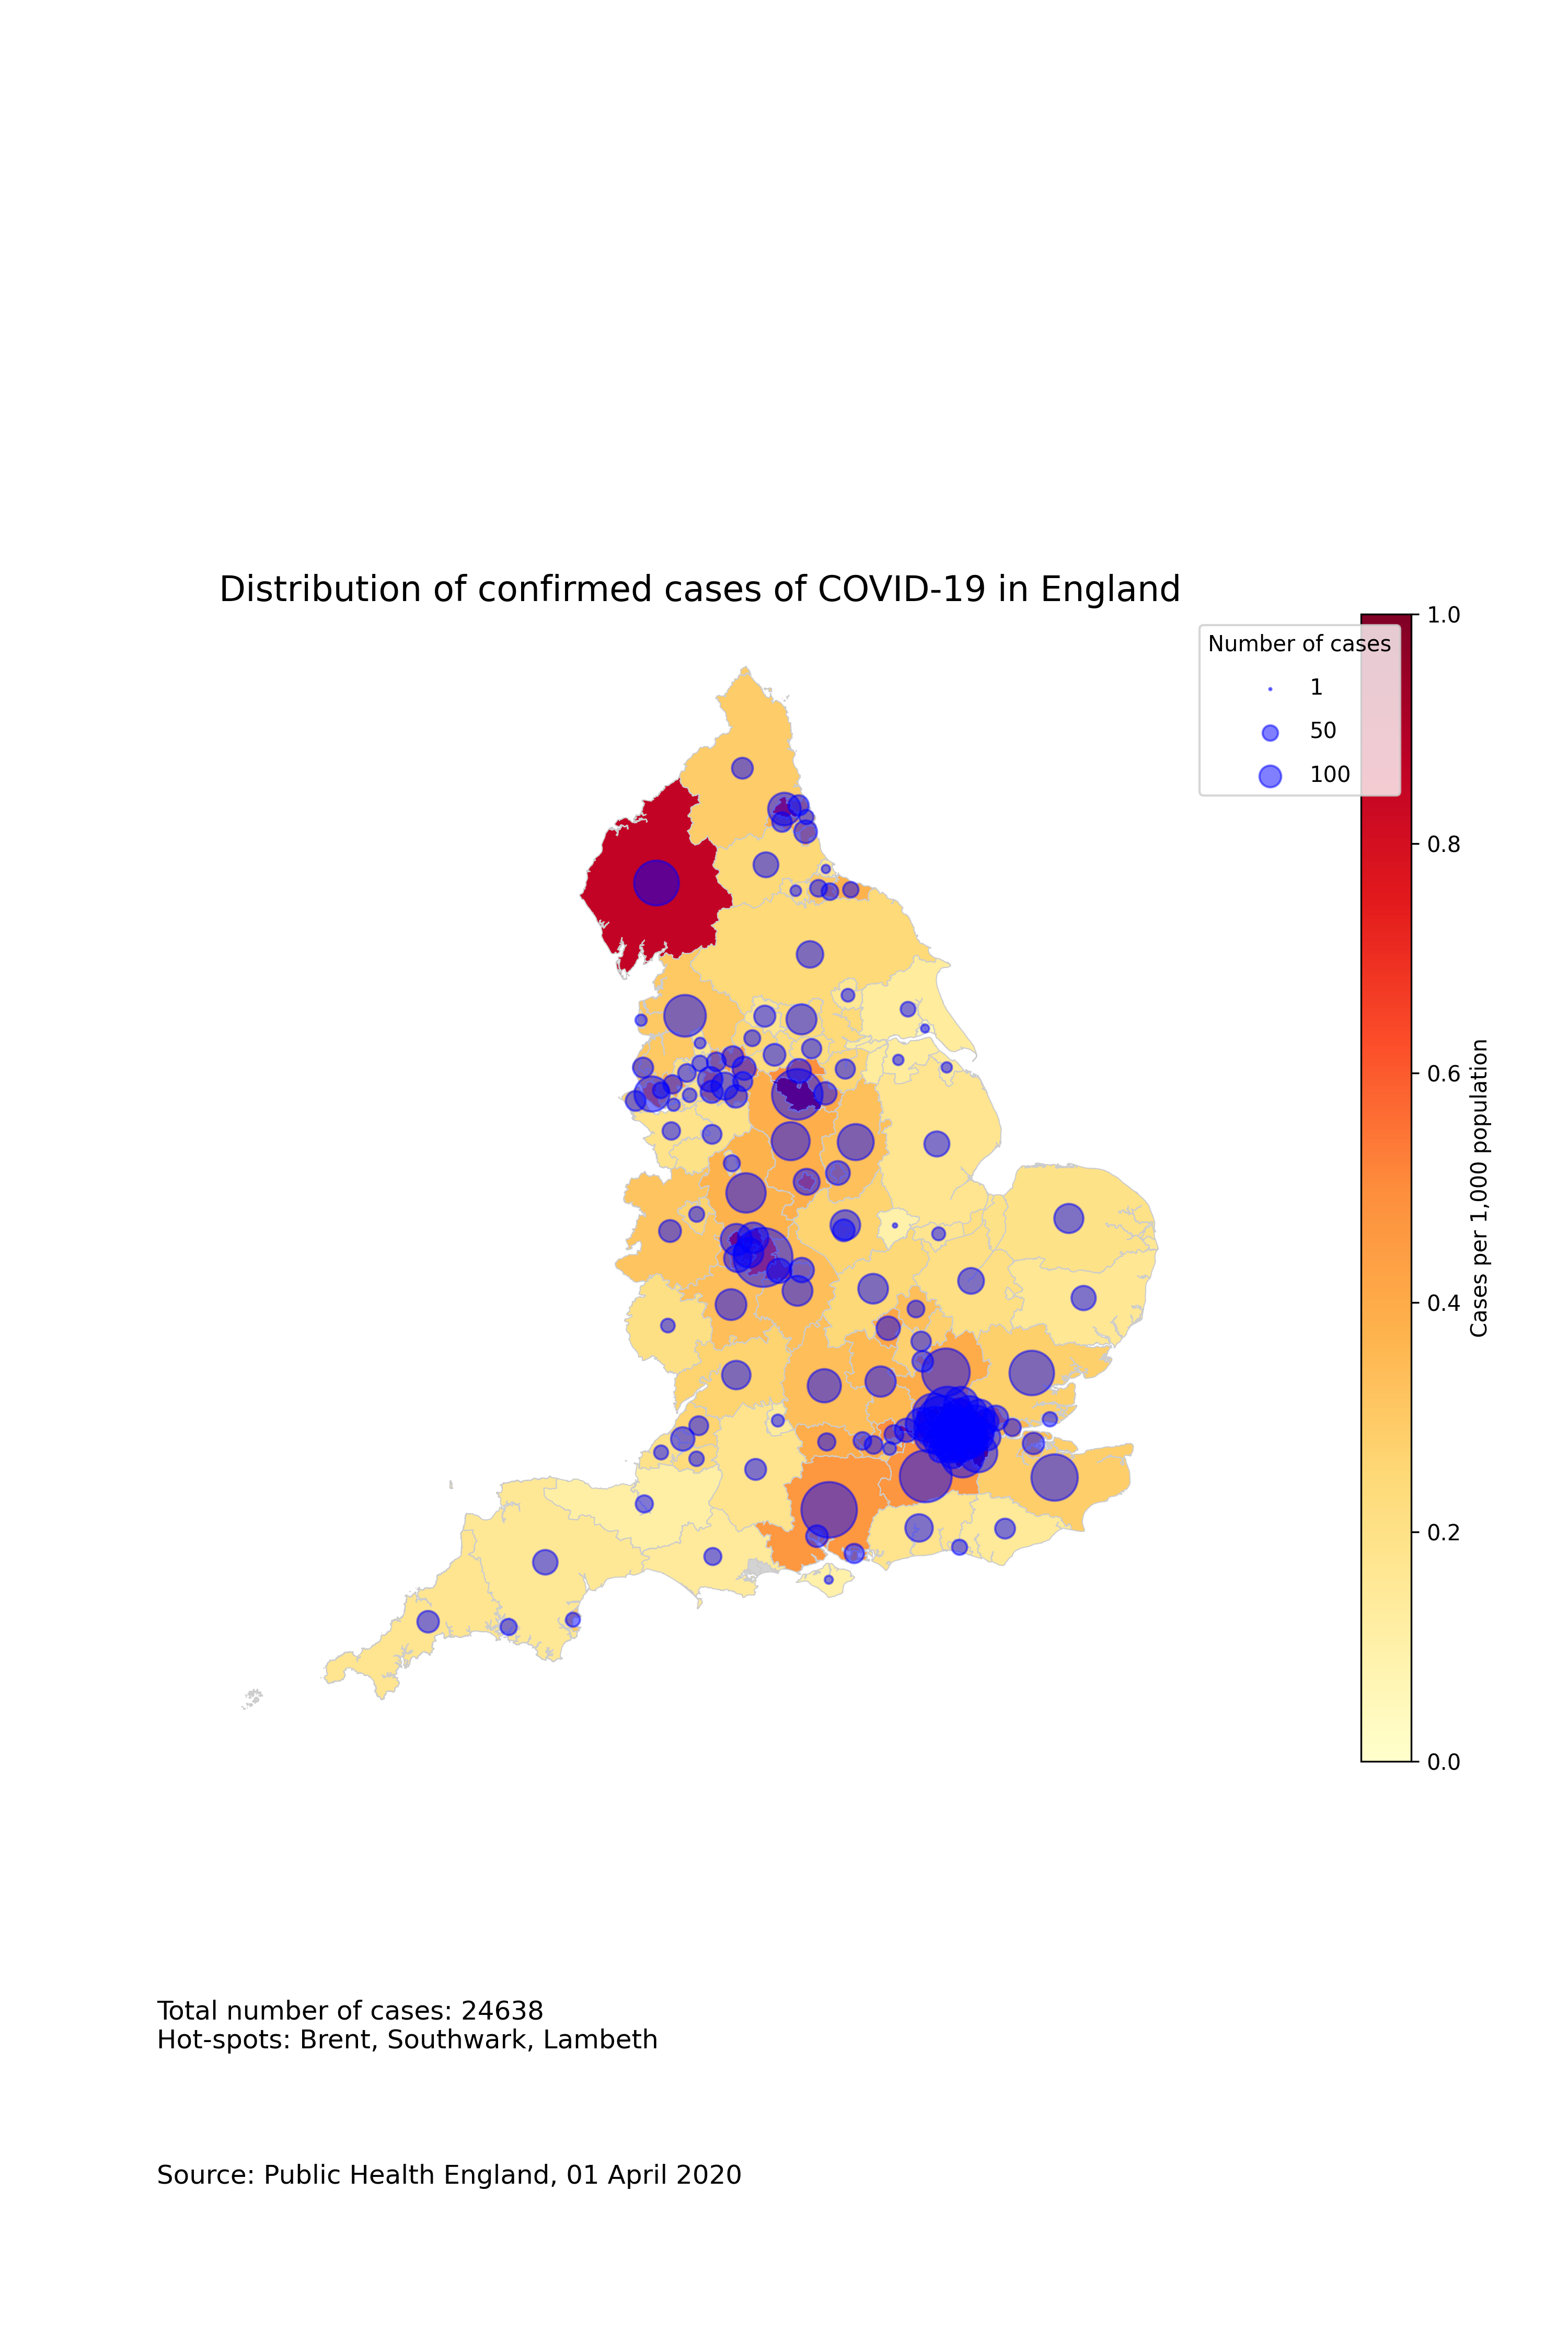 Distribution of confirmed cases of COVID-19 in England
Number of cases
1
50
100
1.0
0.8
0.6
0.4
0.2
0.0
Cases per 1,000 population
Total number of cases: 24638
Hot-spots: Brent, Southwark, Lambeth
Source: Public Health England, 01 April 2020